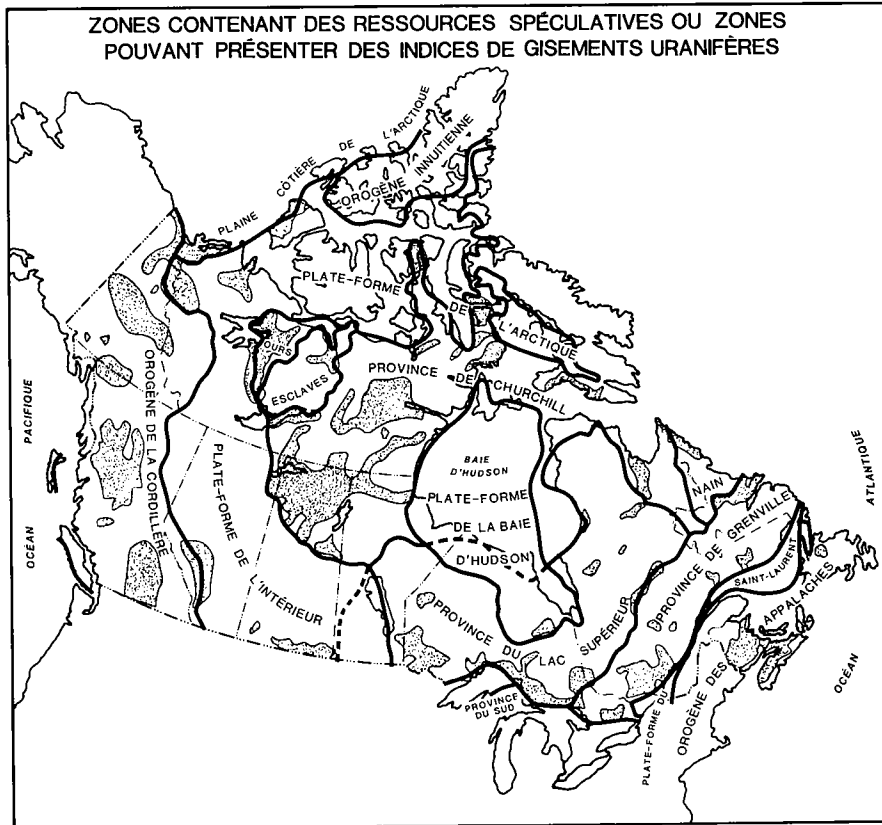 ZONES CONTENANT DES RESSOURCES SPÉCULATIVES OU ZONES
POUVANT PRÉSENTER DES INDICES DE GISEMENTS URANIFÈRES
PLAINE CÔTIÈRE DE L'ARCTIQUE
OROGÈNE INNUITIENNE
PLATE-FORME DE L'ARCTIQUE
OURS
ESCLAVES
PROVINCE DE CHURCHILL
OROGÈNE DE LA CORDILLÈRE
PLATE-FORME DE L'INTÉRIEUR
BAIE
D'HUDSON
PLATE-FORME
DE LA BAIE
D'HUDSON
NAIN
PROVINCE DE GRENVILLE
SAINT-LAURENT
PLATE-FORME DU
OROGÈNE DES APPALACHES
PROVINCE DU LAC SUPÉRIEUR
PROVINCE
DU SUD
OCÉAN PACIFIQUE
OCÉAN ATLANTIQUE